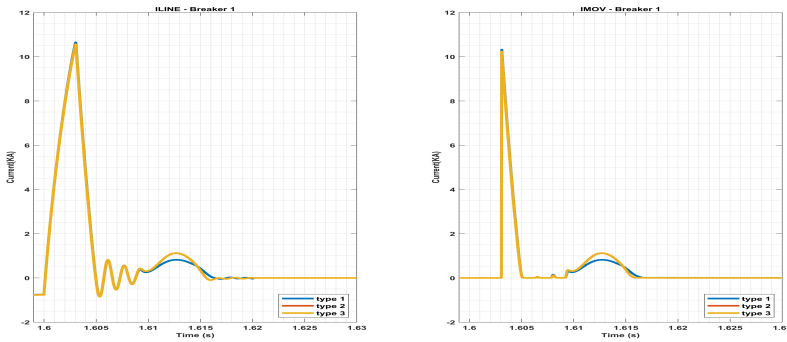 ILINE - Breaker 1
12
10
8
6
4
2
0
-2
Current(KA)
1.6
1.605
1.61
1.615
1.62
1.625
1.63
Time (s)
type 1
type 2
type 3
IMOV - Breaker 1
12
10
8
6
4
2
0
-2
Current(KA)
1.6
1.605
1.61
1.615
1.62
1.625
1.6
Time (s)
type 1
type 2
type 3